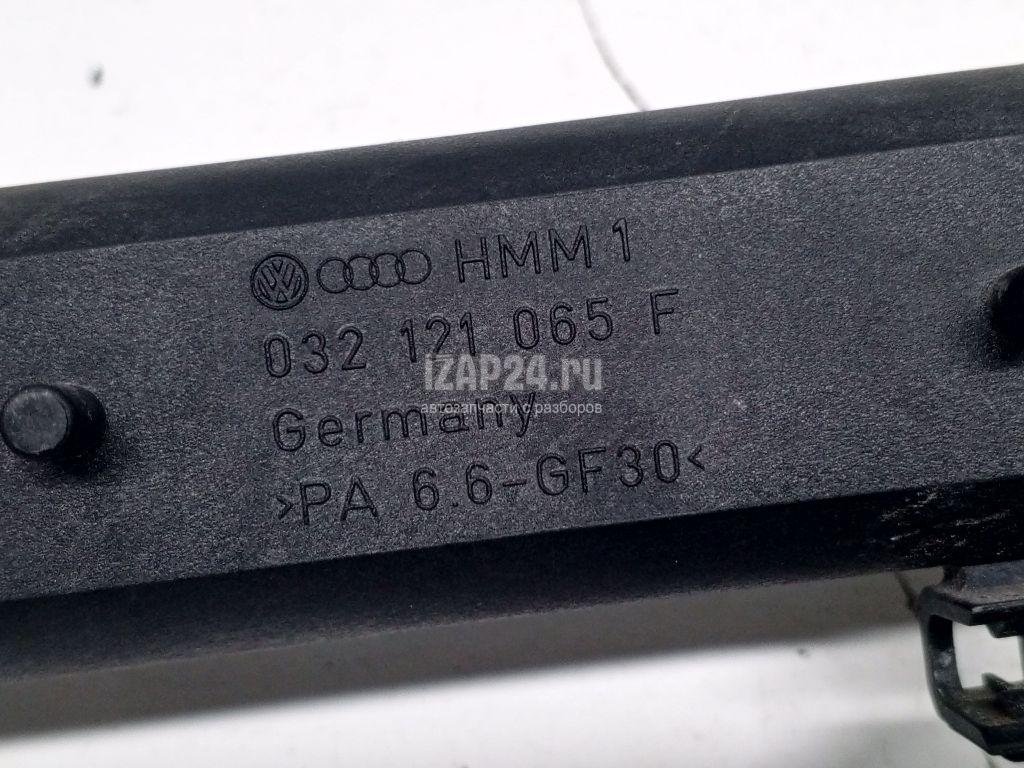 HMM 1
032 121 065 F
IZAP24.ru
автозапчасти с разборов
Germany
>PA 6.6-GF30<